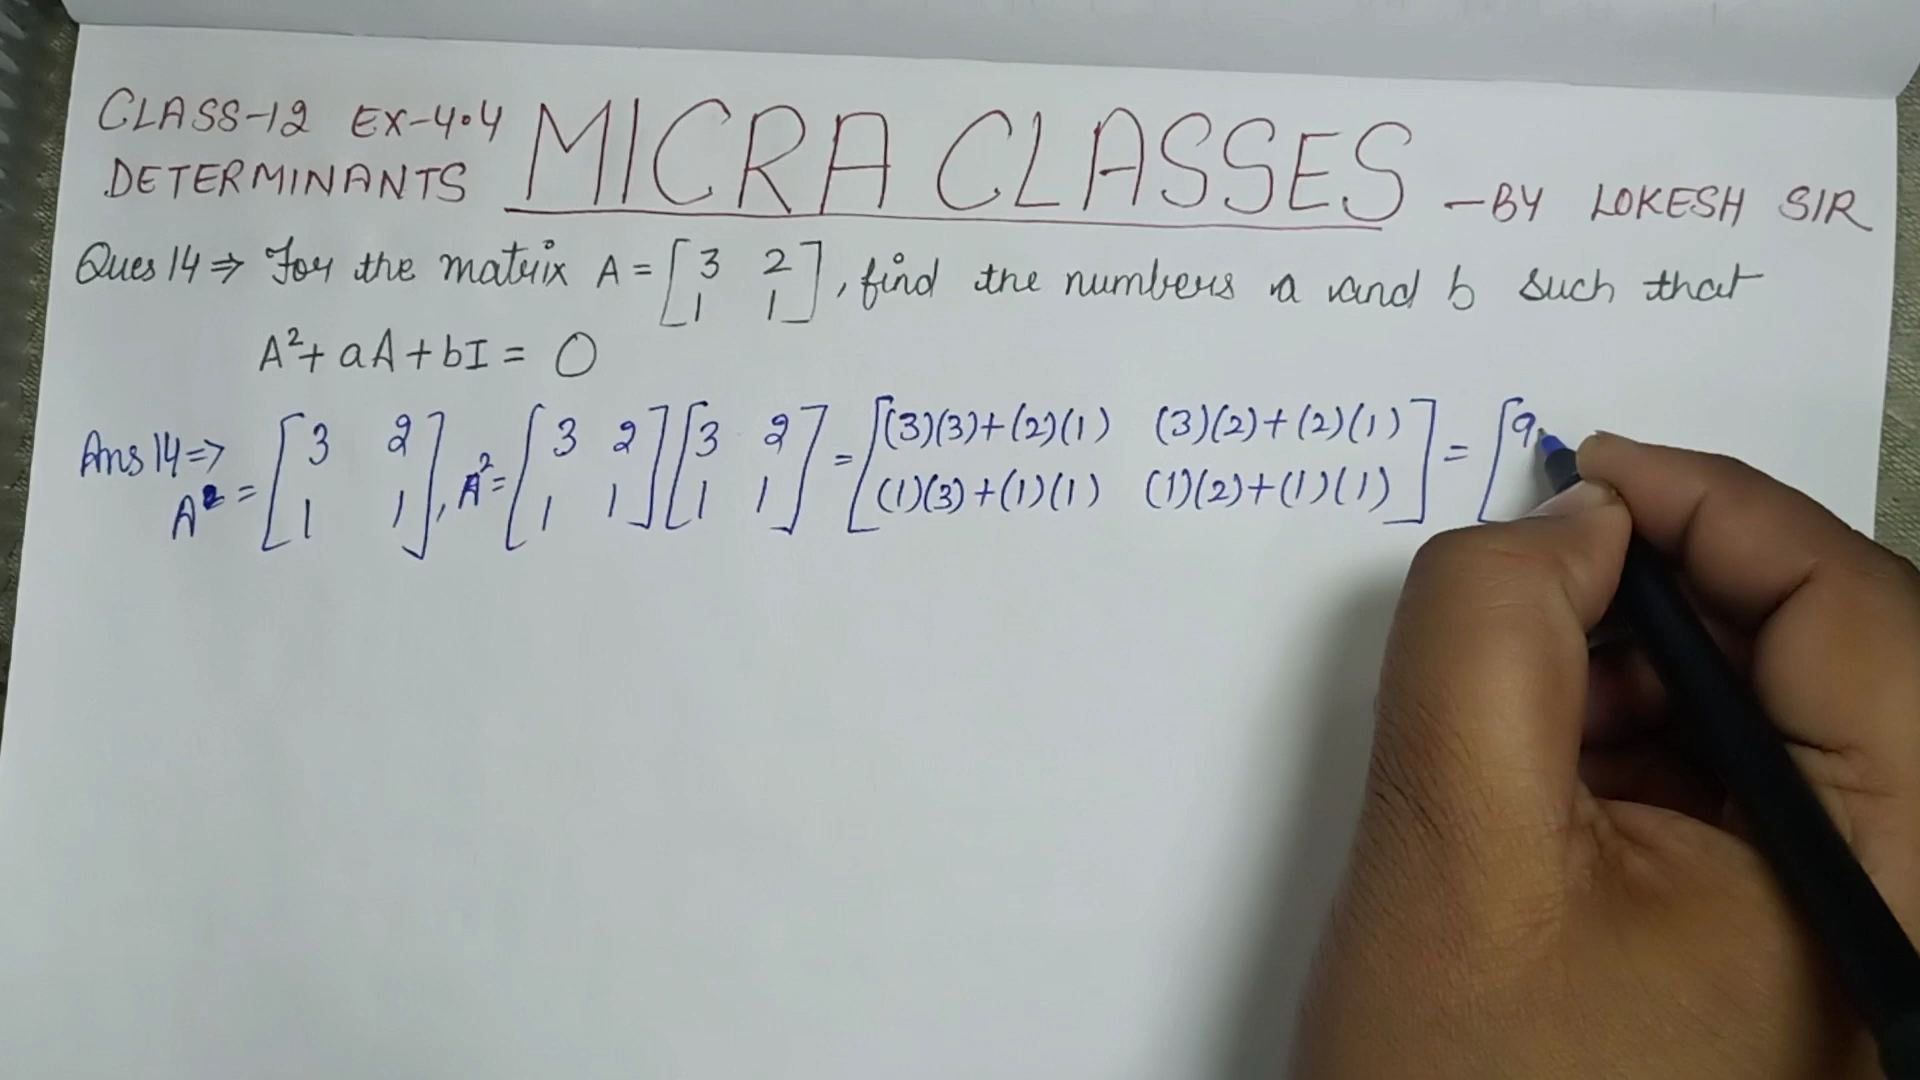 CLASS-12 EX-4.4 MICRA CLASSES -BY LOKESH SIR
DETERMINANTS
Ques 14⇒ For the matrix A = [3 2], find the numbers a and b such that
[1 1]
A²+aA+bI = O
Ans 14⇒ [3 2] [3 2][3 2] [(3)(3)+(2)(1) (3)(2)+(2)(1)] [9
A = [1 1], A² = [1 1][1 1] = [(1)(3)+(1)(1) (1)(2)+(1)(1)] =